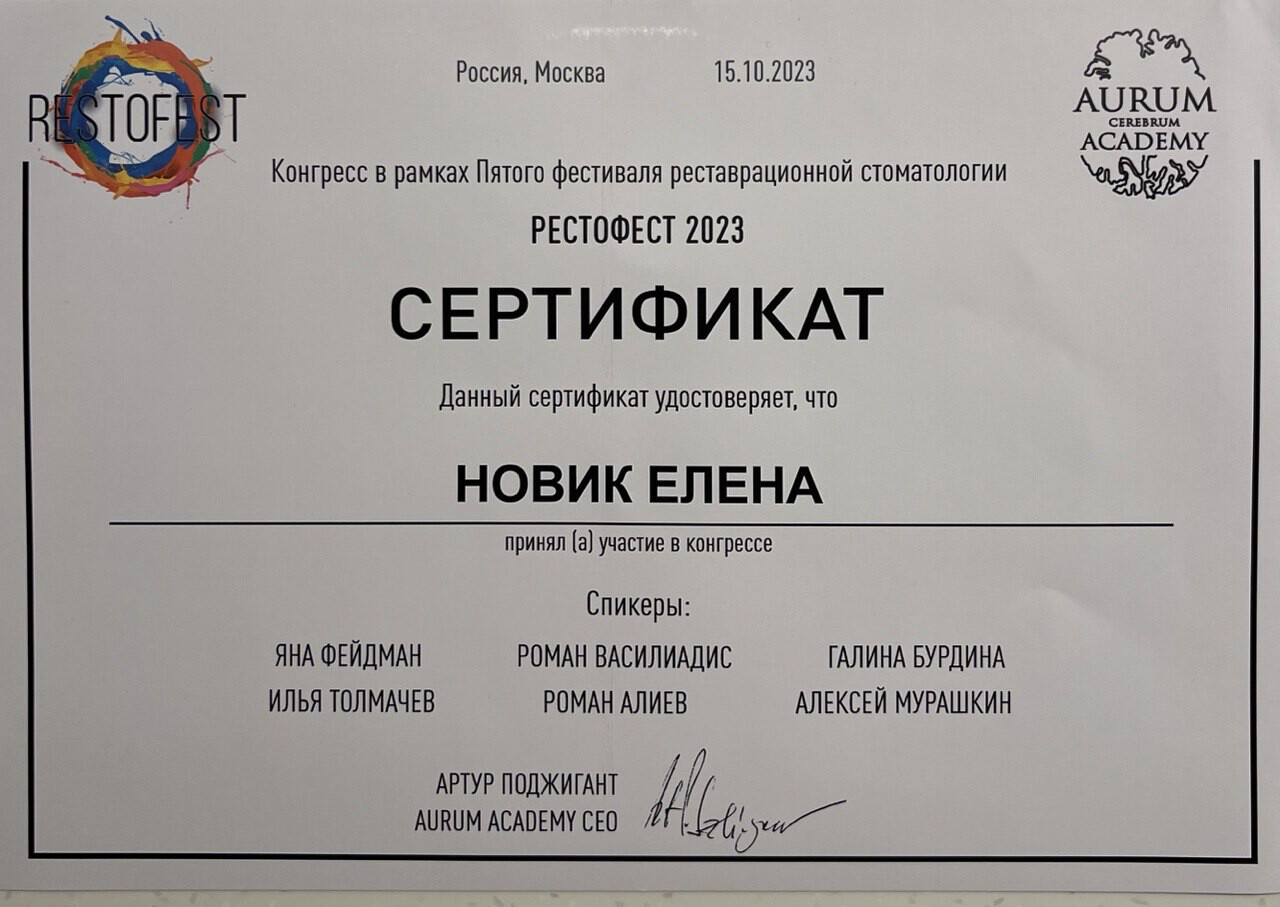 RESTOFEST
Россия, Москва 15.10.2023
AURUM
CEREBRUM
ACADEMY
Конгресс в рамках Пятого фестиваля реставрационной стоматологии
РЕСТОФЕСТ 2023
СЕРТИФИКАТ
Данный сертификат удостоверяет, что
НОВИК ЕЛЕНА
принял (а) участие в конгрессе
Спикеры:
ЯНА ФЕЙДМАН РОМАН ВАСИЛИАДИС ГАЛИНА БУРДИНА
ИЛЬЯ ТОЛМАЧЕВ РОМАН АЛИЕВ АЛЕКСЕЙ МУРАШКИН
АРТУР ПОДЖИГАНТ
AURUM ACADEMY CEO